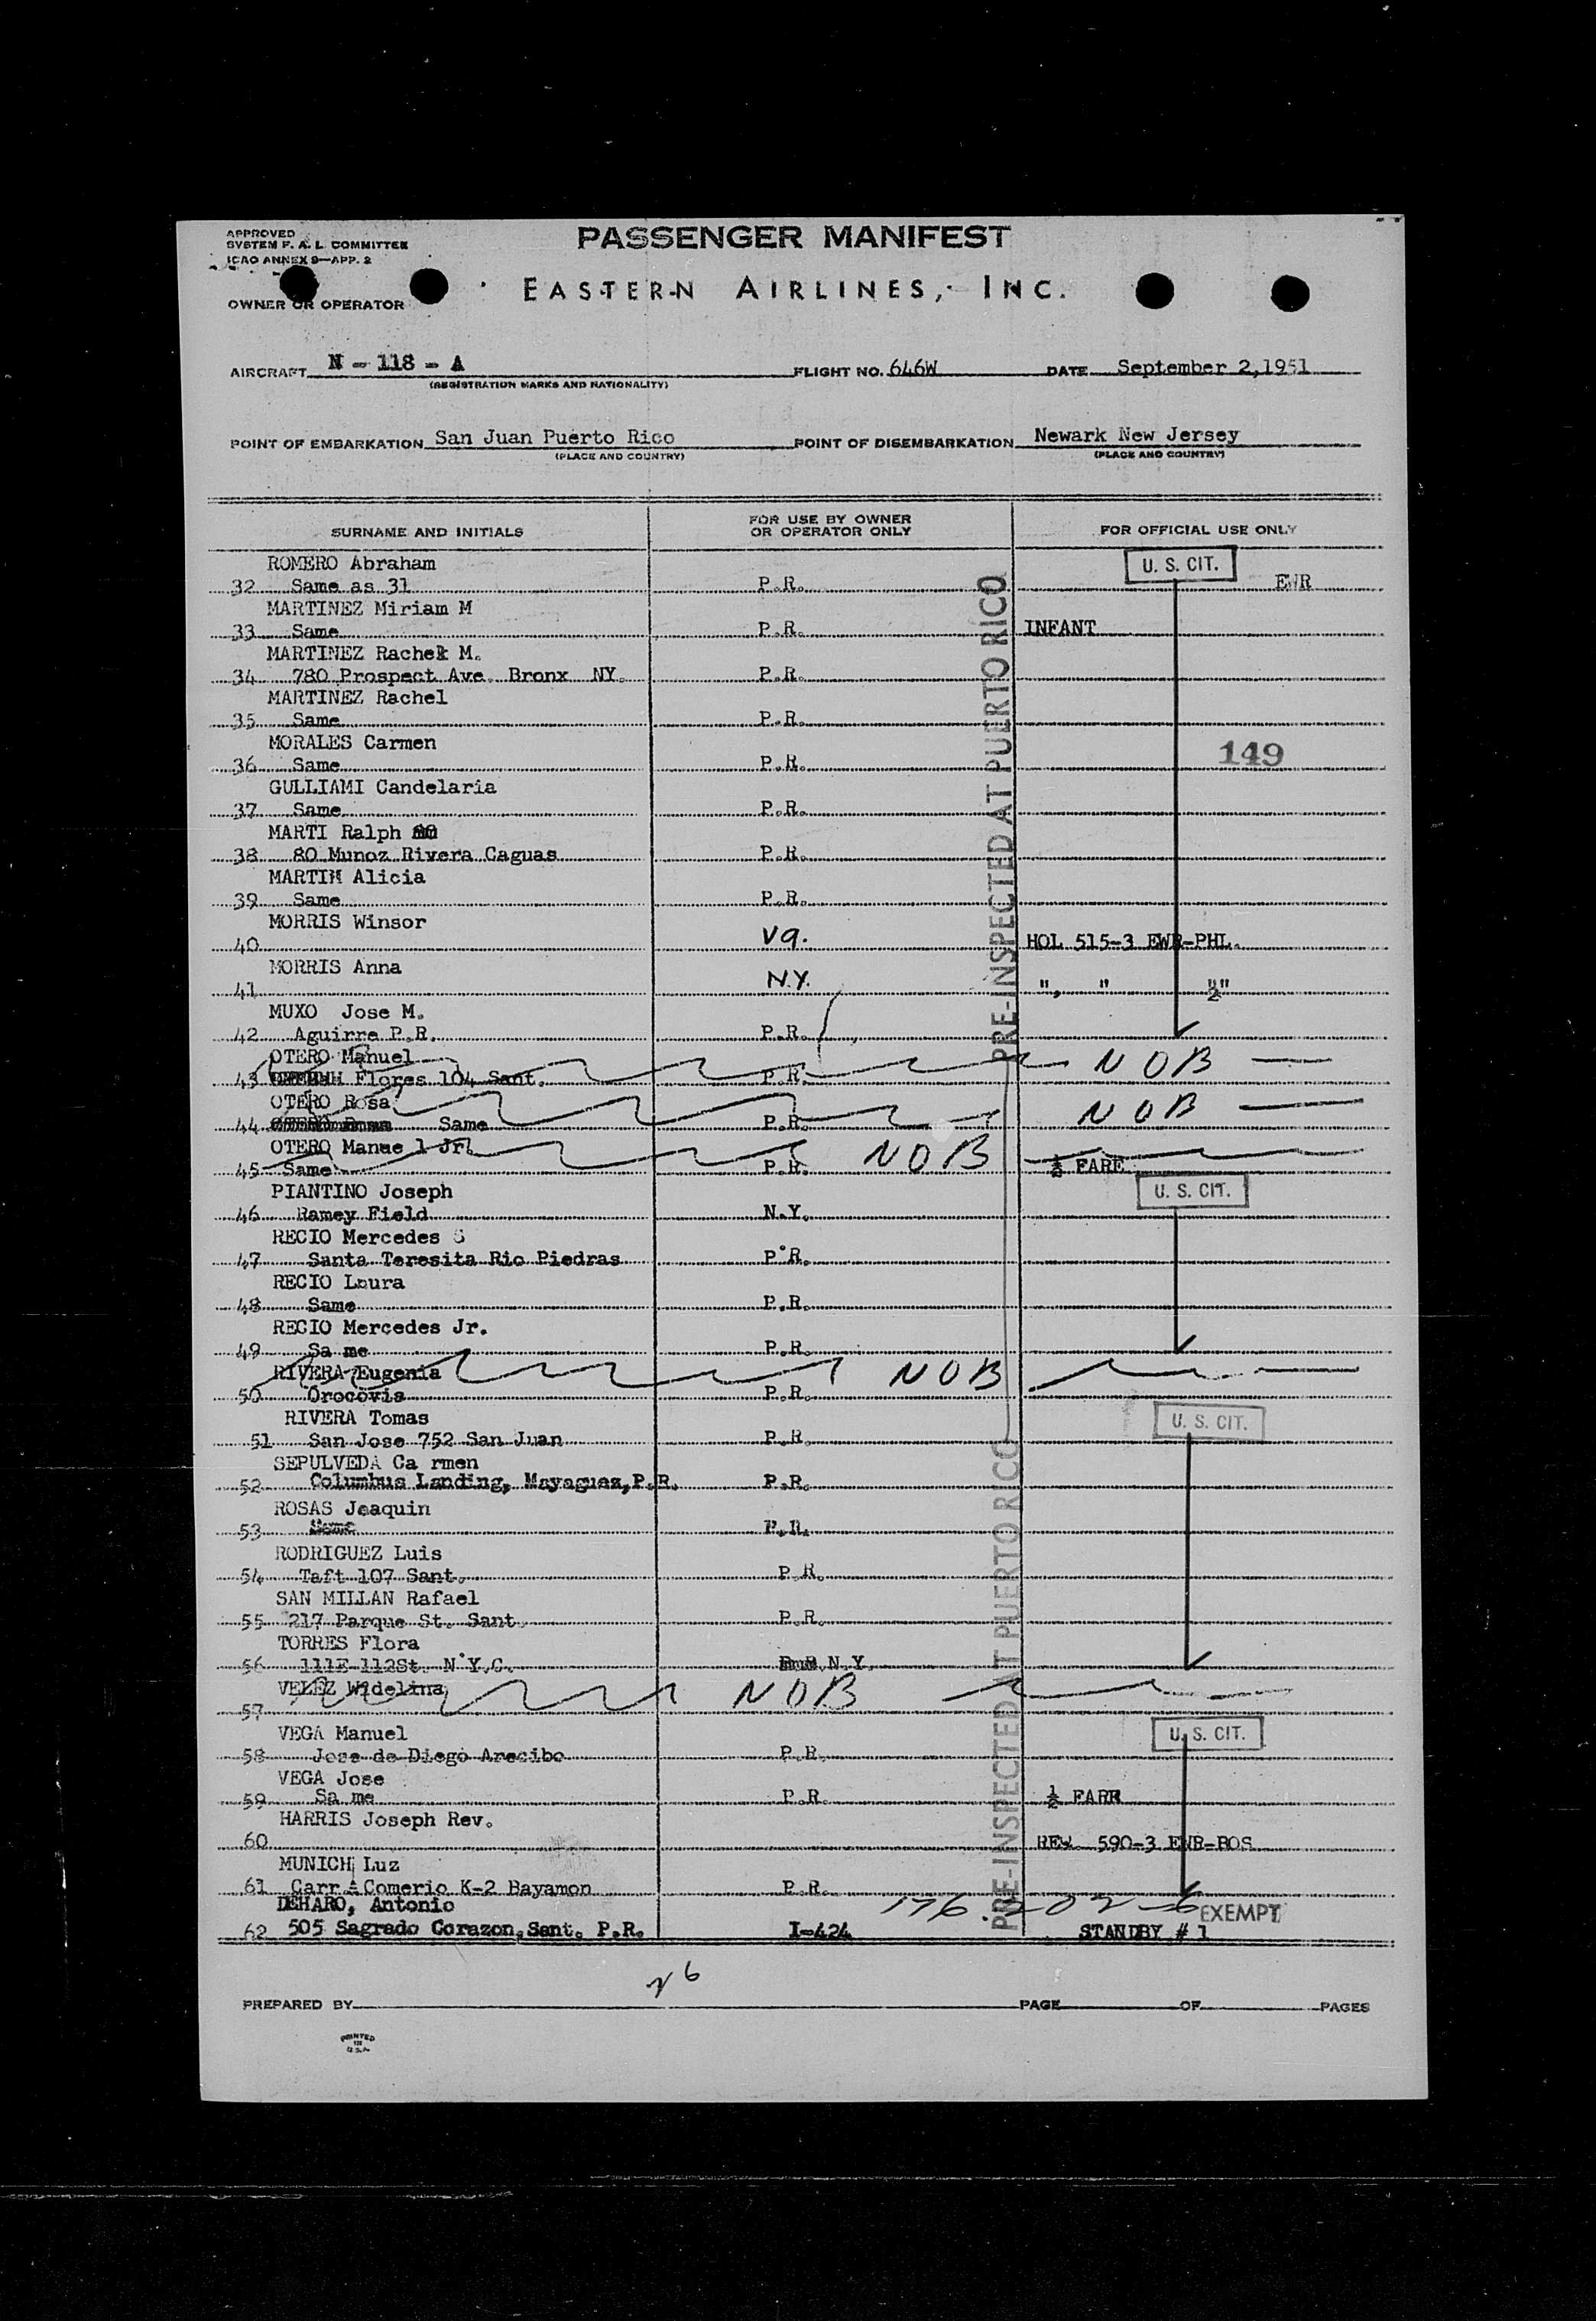 APPROVED
SYSTEM F. A. L. COMMITTEE
ICAO ANNEX 9—APP. 2
PASSENGER MANIFEST
EASTERN AIRLINES, INC.
OWNER OR OPERATOR
AIRCRAFT N - 118 - A FLIGHT NO. 646W DATE September 2,1951
(REGISTRATION MARKS AND NATIONALITY)
POINT OF EMBARKATION San Juan Puerto Rico POINT OF DISEMBARKATION Newark New Jersey
(PLACE AND COUNTRY) (PLACE AND COUNTRY)
SURNAME AND INITIALS FOR USE BY OWNER OR OPERATOR ONLY FOR OFFICIAL USE ONLY
ROMERO Abraham U. S. CIT.
32 Same as 31 P.R. EWR
MARTINEZ Miriam M
33 Same P.R. INFANT
MARTINEZ Rachel M.
34 780 Prospect Ave. Bronx NY. P.R.
MARTINEZ Rachel
35 Same P.R.
MORALES Carmen
36 Same P.R. 149
GULLIAMI Candelaria
37 Same P.R.
MARTI Ralph
38 80 Munoz Rivera Caguas P.R.
MARTIN Alicia
39 Same P.R.
MORRIS Winsor
40 Va. HOL 515-3 EWR-PHL.
MORRIS Anna
41 N.Y. ", " "½"
MUXO Jose M.
42 Aguirre P.R. P.R.
OTERO Manuel NOB
43 Flores 104 Sant. P.R.
OTERO Rosa NOB
44 Same P.R.
OTERO Manue l Jr. NOB
45 Same P.R. ½ FARE
PIANTINO Joseph U. S. CIT.
46 Ramey Field N.Y.
RECIO Mercedes S
47 Santa Teresita Rio Piedras P.R.
RECIO Laura
48 Same P.R.
RECIO Mercedes Jr.
49 Sa me P.R.
RIVERA Eugenia NOB
50 Orocovis P.R.
RIVERA Tomas U. S. CIT.
51 San Jose 752 San Juan P.R.
SEPULVEDA Ca rmen
52 Columbus Landing, Mayaguez,P.R. P.R.
ROSAS Joaquin
53 Same P.R.
RODRIGUEZ Luis
54 Taft 107 Sant. P.R.
SAN MILLAN Rafael
55 217 Parque St. Sant. P.R.
TORRES Flora
56 111E 112St. N.Y.C. N.Y.
VELEZ Widelina NOB
57
VEGA Manuel U. S. CIT.
58 Jose de Diego Arecibo P.R.
VEGA Jose
59 Sa me P.R. ½ FARE
HARRIS Joseph Rev.
60 REV 590-3 EWR-BOS
MUNICH Luz
61 Carr. Comerio K-2 Bayamon P.R.
DEHARO, Antonio 176-202-6 EXEMPT
62 505 Sagrado Corazon,Sant. P.R. I-424 STANDBY # 1
PRE-INSPECTED AT PUERTO RICO
PRE-INSPECTED AT PUERTO RICO
26
PREPARED BY PAGE OF PAGES
PRINTED
IN
U.S.A.